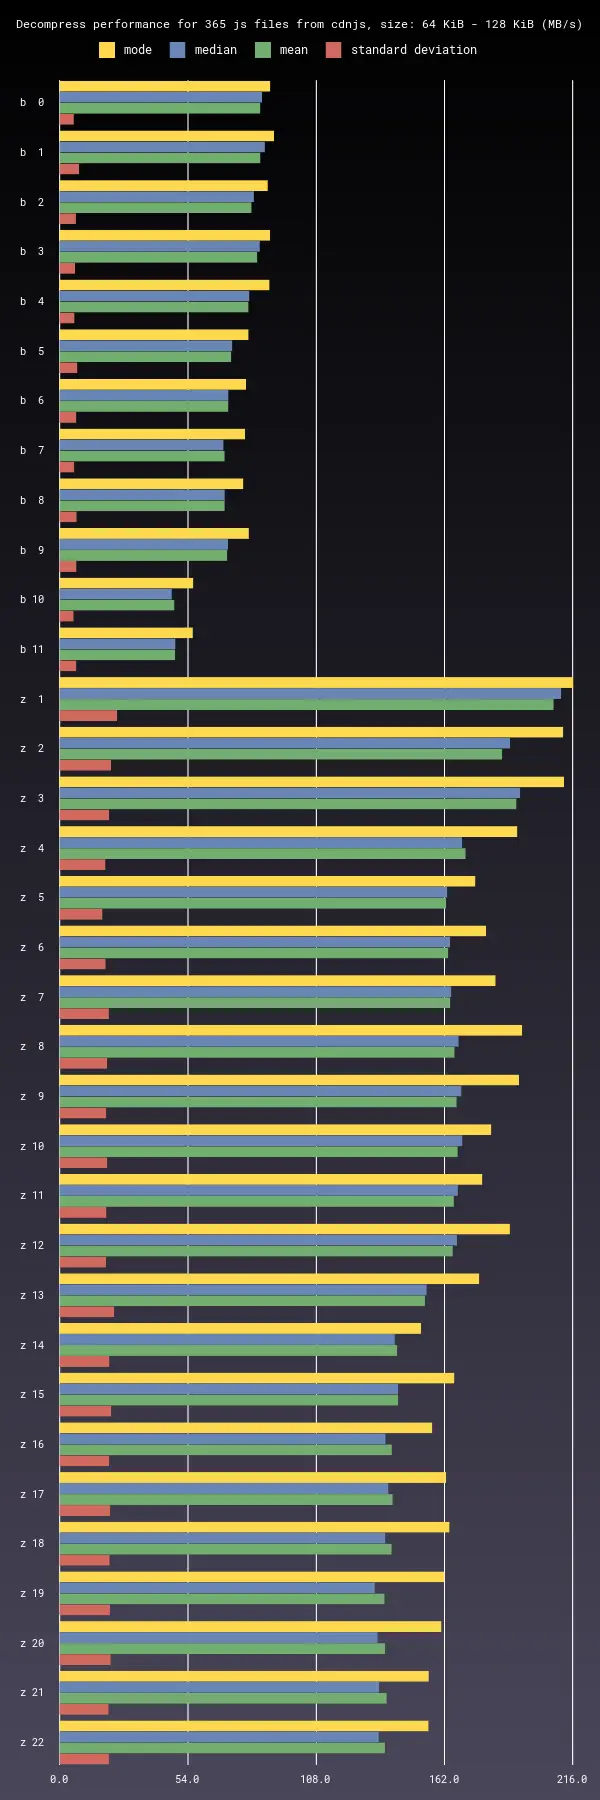 Decompress performance for 365 js files from cdnjs, size: 64 KiB - 128 KiB (MB/s)
mode median mean standard deviation
b 0
b 1
b 2
b 3
b 4
b 5
b 6
b 7
b 8
b 9
b 10
b 11
z 1
z 2
z 3
z 4
z 5
z 6
z 7
z 8
z 9
z 10
z 11
z 12
z 13
z 14
z 15
z 16
z 17
z 18
z 19
z 20
z 21
z 22
0.0 54.0 108.0 162.0 216.0